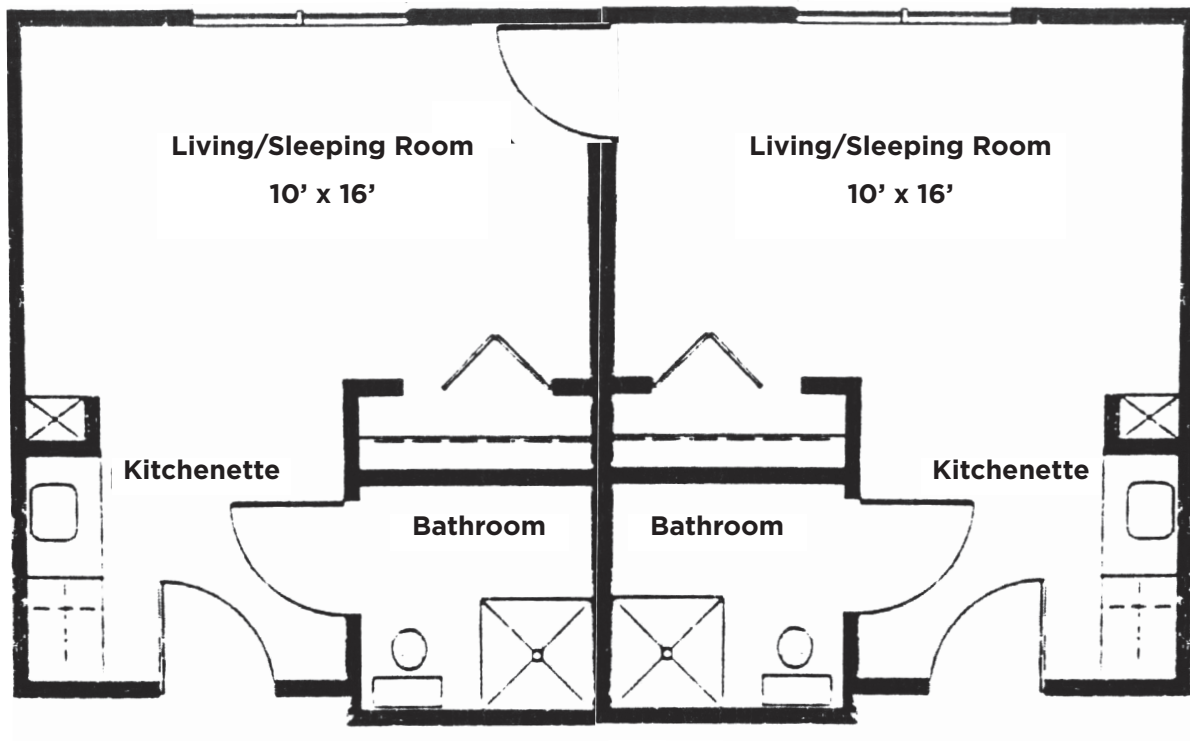 Living/Sleeping Room
10’ x 16’
Living/Sleeping Room
10’ x 16’
Kitchenette
Kitchenette
Bathroom
Bathroom